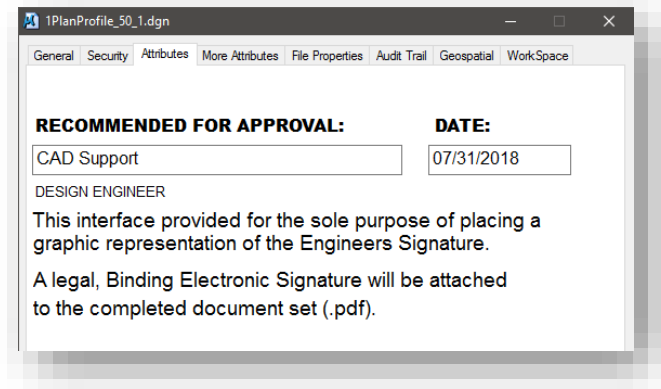 1PlanProfile_50_1.dgn
General Security Attributes More Attributes File Properties Audit Trail Geospatial WorkSpace
RECOMMENDED FOR APPROVAL: DATE:
CAD Support 07/31/2018
DESIGN ENGINEER
This interface provided for the sole purpose of placing a
graphic representation of the Engineers Signature.
A legal, Binding Electronic Signature will be attached
to the completed document set (.pdf).